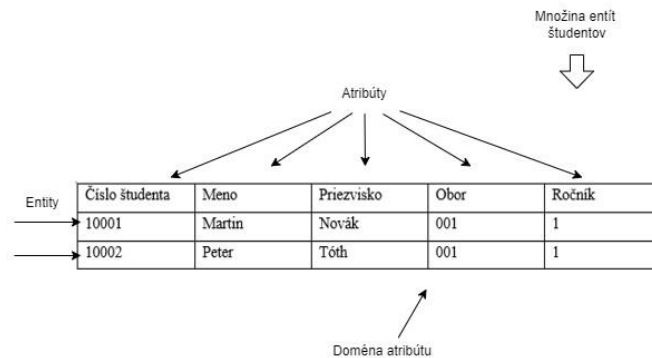 Množina entít
študentov
Atribúty
Entity
Číslo študenta Meno Priezvisko Obor Ročník
10001 Martin Novák 001 1
10002 Peter Tóth 001 1
Doména atribútu